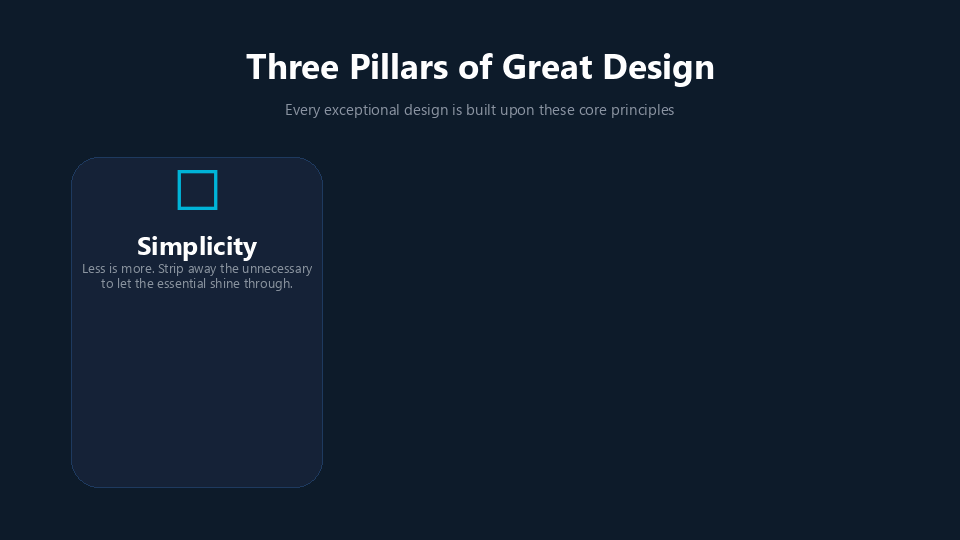 Three Pillars of Great Design
Every exceptional design is built upon these core principles
Simplicity
Less is more. Strip away the unnecessary
to let the essential shine through.